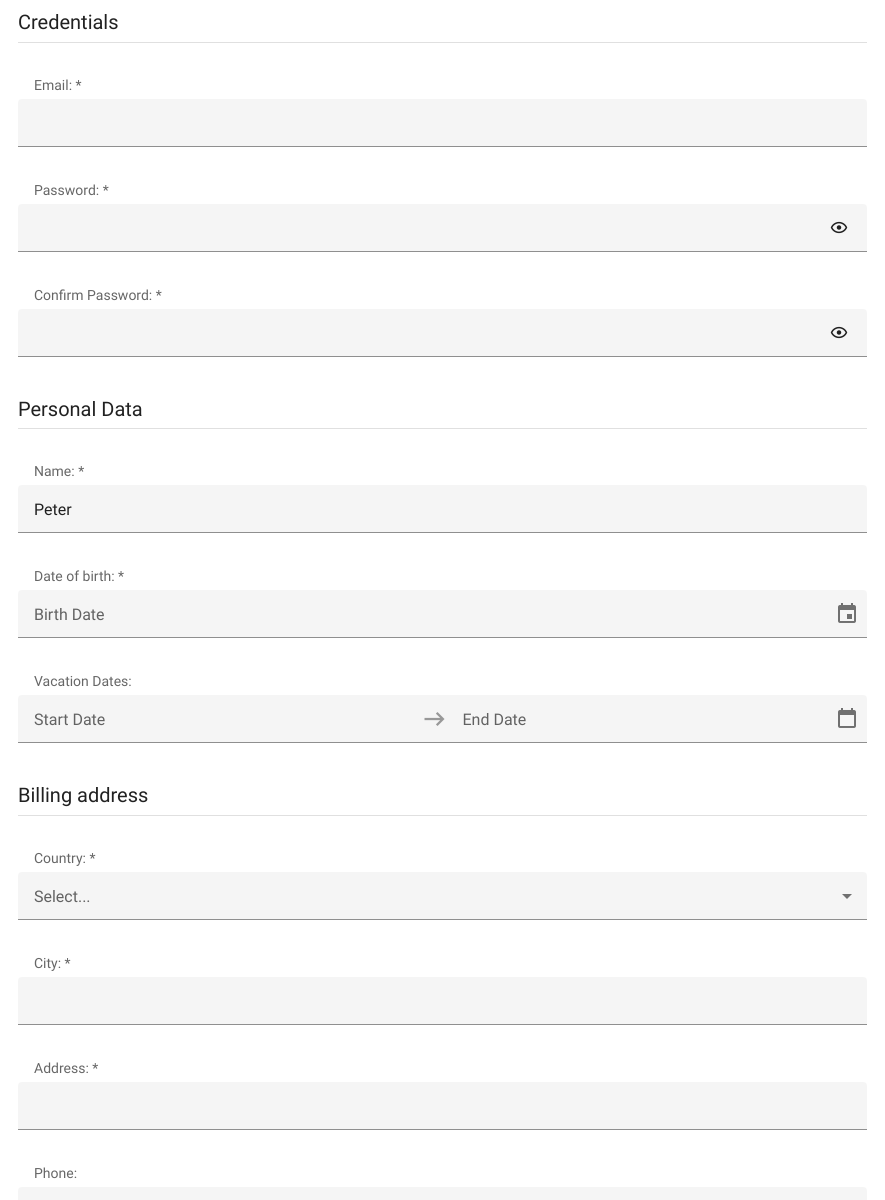 Credentials
Email: *
Password: *
Confirm Password: *
Personal Data
Name: *
Peter
Date of birth: *
Birth Date
Vacation Dates:
Start Date End Date
Billing address
Country: *
Select...
City: *
Address: *
Phone: